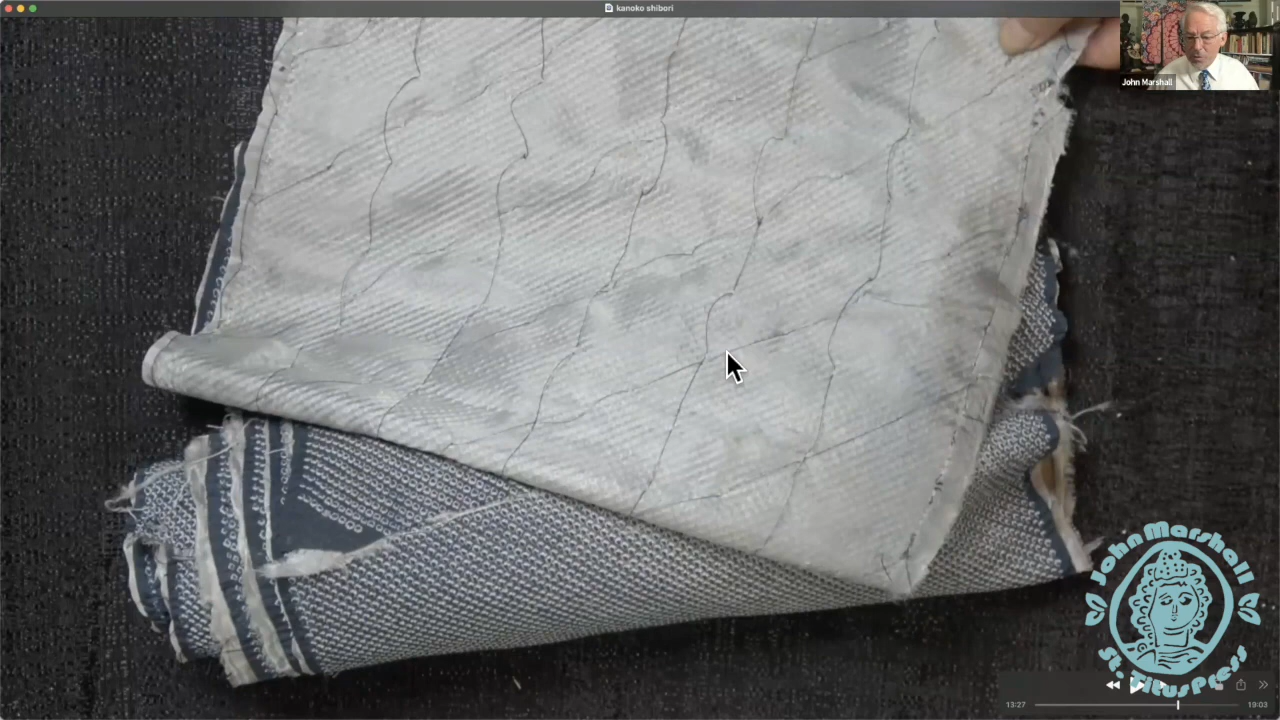 kanoko shibori
John Marshall
John Marshall
St. Titus Press
13:27
19:03